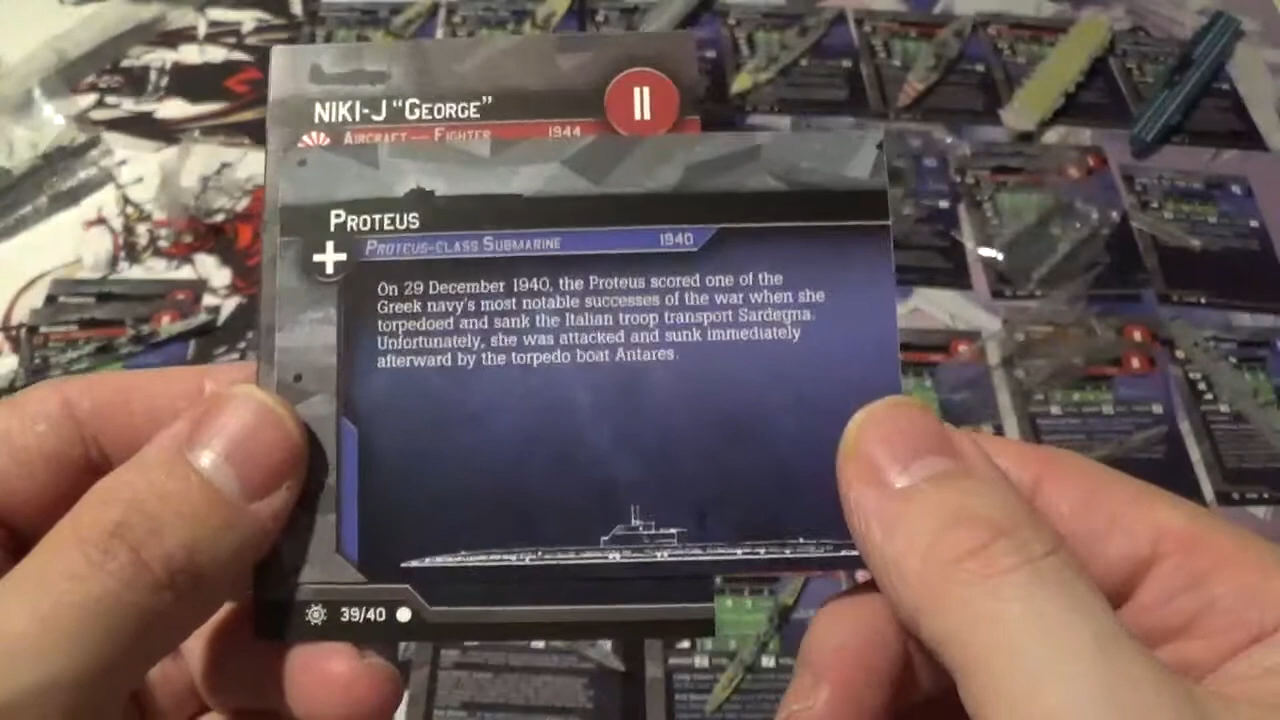 NIKI-J "GEORGE"
II
AIRCRAFT — FIGHTER 1944
PROTEUS
PROTEUS-CLASS SUBMARINE 1940
On 29 December 1940, the Proteus scored one of the
Greek navy's most notable successes of the war when she
torpedoed and sank the Italian troop transport Sardegna.
Unfortunately, she was attacked and sunk immediately
afterward by the torpedo boat Antares.
39/40